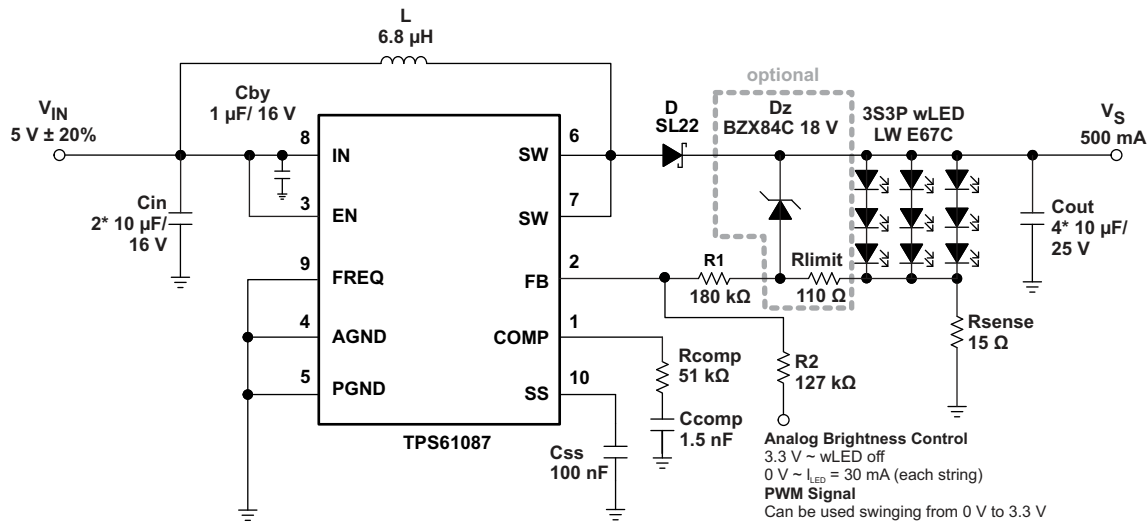 L
6.8 µH
optional
V_IN
5 V ± 20%
Cby
1 µF/ 16 V
D
SL22
Dz
BZX84C 18 V
3S3P wLED
LW E67C
V_S
500 mA
8
IN
SW
6
3
EN
SW
7
Cin
2* 10 µF/
16 V
Cout
4* 10 µF/
25 V
9
FREQ
FB
2
R1
180 kΩ
Rlimit
110 Ω
4
AGND
COMP
1
Rcomp
51 kΩ
R2
127 kΩ
Rsense
15 Ω
5
PGND
SS
10
Ccomp
1.5 nF
TPS61087
Css
100 nF
Analog Brightness Control
3.3 V ~ wLED off
0 V ~ I_LED = 30 mA (each string)
PWM Signal
Can be used swinging from 0 V to 3.3 V